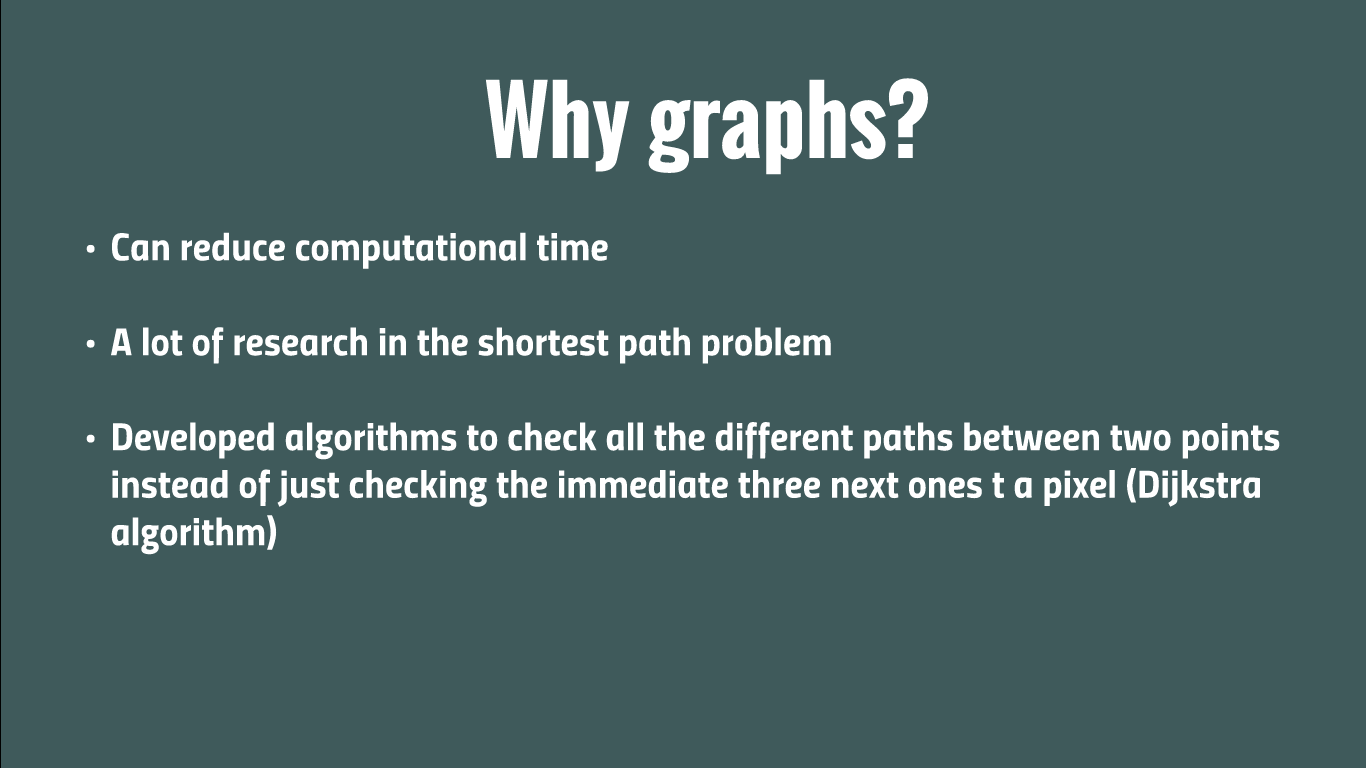 Why graphs?
• Can reduce computational time
• A lot of research in the shortest path problem
• Developed algorithms to check all the different paths between two points
instead of just checking the immediate three next ones t a pixel (Dijkstra
algorithm)